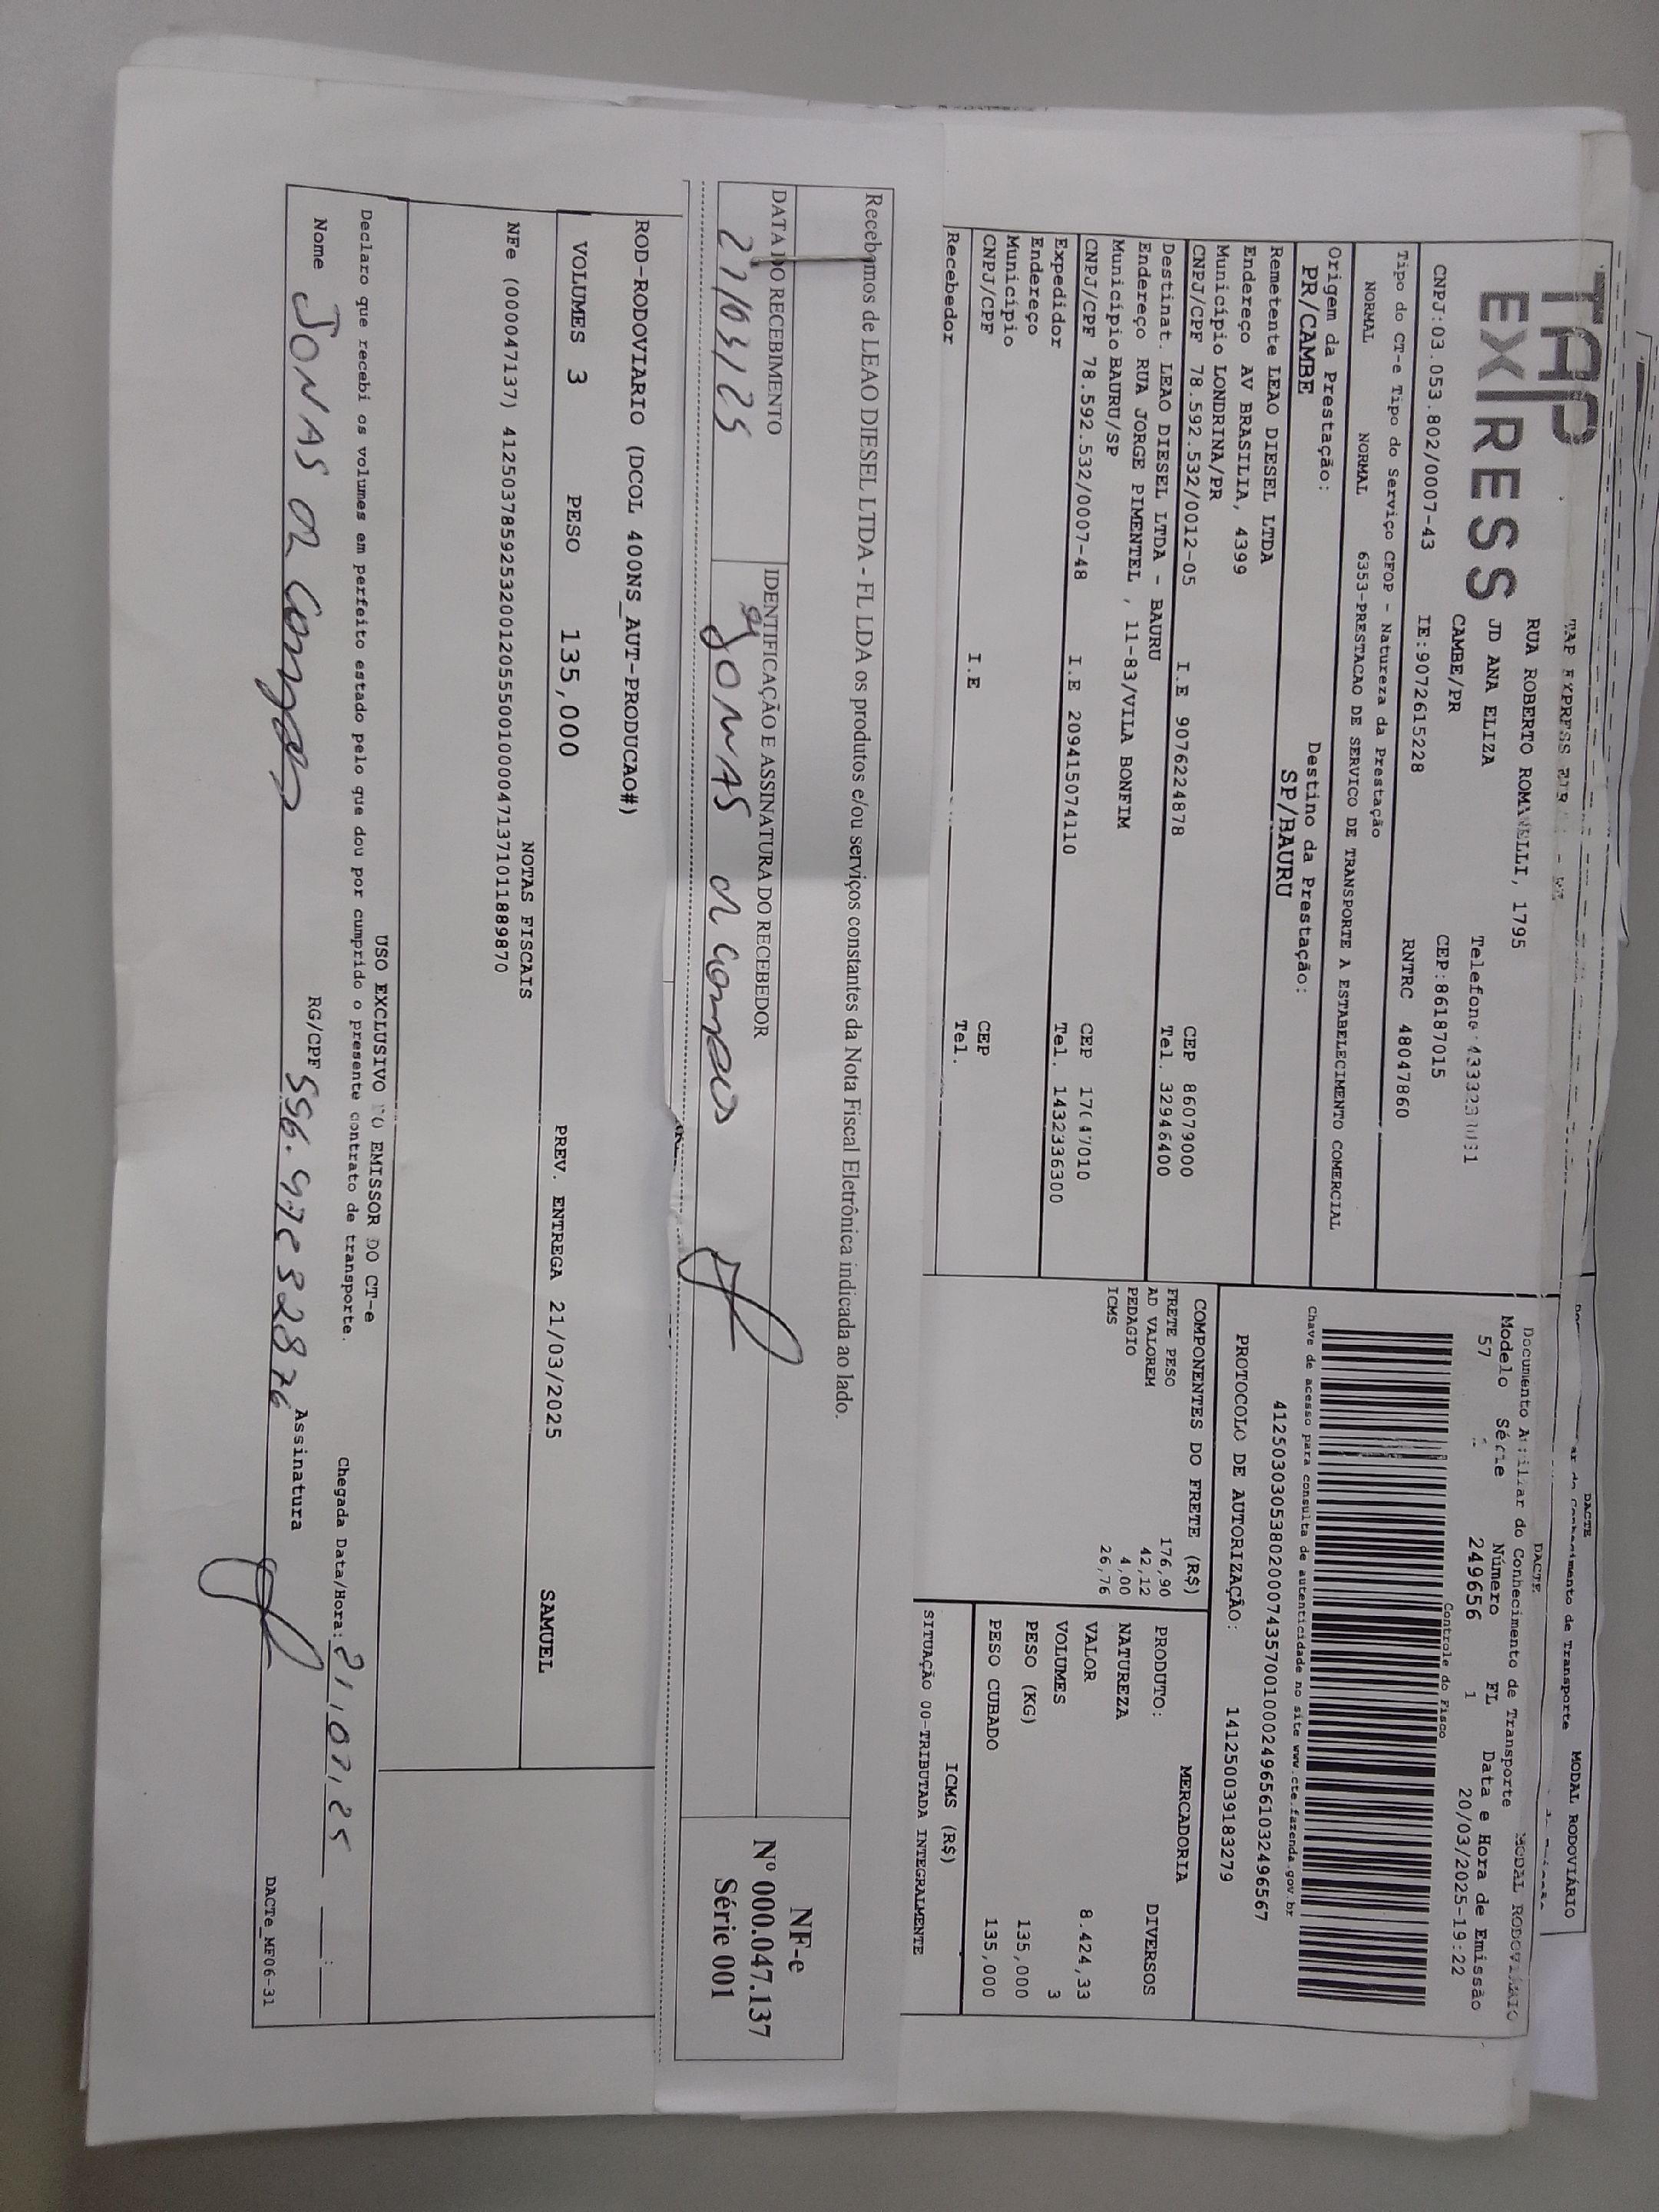 DACTE
MODAL RODOVIÁRIO
TAP
EXPRESS
TAP EXPRESS
RUA ROBERTO ROMANELLI, 1795
JD ANA ELIZA
CAMBE/PR
Telefone
CEP:86187015
CNPJ:03.053.802/0007-43 IE:9072615228 RNTRC 48047860
DACTE
MODAL RODOVIÁRIO
Documento Auxiliar do Conhecimento de Transporte
Modelo Série Número FL Data e Hora de Emissão
57 249656 1 20/03/2025-19:22
Controle do Fisco
Tipo do CT-e Tipo do Serviço CFOP - Natureza da Prestação
NORMAL NORMAL 6353-PRESTACAO DE SERVICO DE TRANSPORTE A ESTABELECIMENTO COMERCIAL
Chave de acesso para consulta de autenticidade no site www.cte.fazenda.gov.br
41250303053802000743570010002496561032496567
Origem da Prestação: Destino da Prestação:
PR/CAMBE SP/BAURU
PROTOCOLO DE AUTORIZAÇÃO: 141250039183279
Remetente LEAO DIESEL LTDA
Endereço AV BRASILIA, 4399
Município LONDRINA/PR CEP 86079000
CNPJ/CPF 78.592.532/0012-05 I.E 9076224878 Tel. 32946400
Destinat. LEAO DIESEL LTDA - BAURU
Endereço RUA JORGE PIMENTEL , 11-83/VILA BONFIM
Município BAURU/SP CEP
CNPJ/CPF 78.592.532/0007-48 I.E 209415074110 Tel. 1432336300
Expedidor
Endereço
Município CEP
CNPJ/CPF I.E Tel.
Recebedor
COMPONENTES DO FRETE (R$)
FRETE PESO 176,90
AD VALOREM 42,12
PEDAGIO 4,00
ICMS 26,76
MERCADORIA
PRODUTO: DIVERSOS
NATUREZA
VALOR 8.424,33
VOLUMES 3
PESO (KG) 135,000
PESO CUBADO 135,000
ICMS (R$)
SITUAÇÃO 00-TRIBUTADA INTEGRALMENTE
Recebemos de LEAO DIESEL LTDA - FL LDA os produtos e/ou serviços constantes da Nota Fiscal Eletrônica indicada ao lado.
DATA DO RECEBIMENTO IDENTIFICAÇÃO E ASSINATURA DO RECEBEDOR
21/03/25 JONAS
NF-e
Nº 000.047.137
Série 001
ROD-RODOVIARIO (DCOL 400NS_AUT-PRODUCAO#)
VOLUMES 3 PESO 135,000 PREV. ENTREGA 21/03/2025 SAMUEL
NOTAS FISCAIS
NFe (000047137) 41250378592532001205550010000471371011889870
USO EXCLUSIVO DO EMISSOR DO CT-e
Declaro que recebi os volumes em perfeito estado pelo que dou por cumprido o presente contrato de transporte.
Chegada Data/Hora:
Nome JONAS RG/CPF Assinatura
DACTe_MF06-31